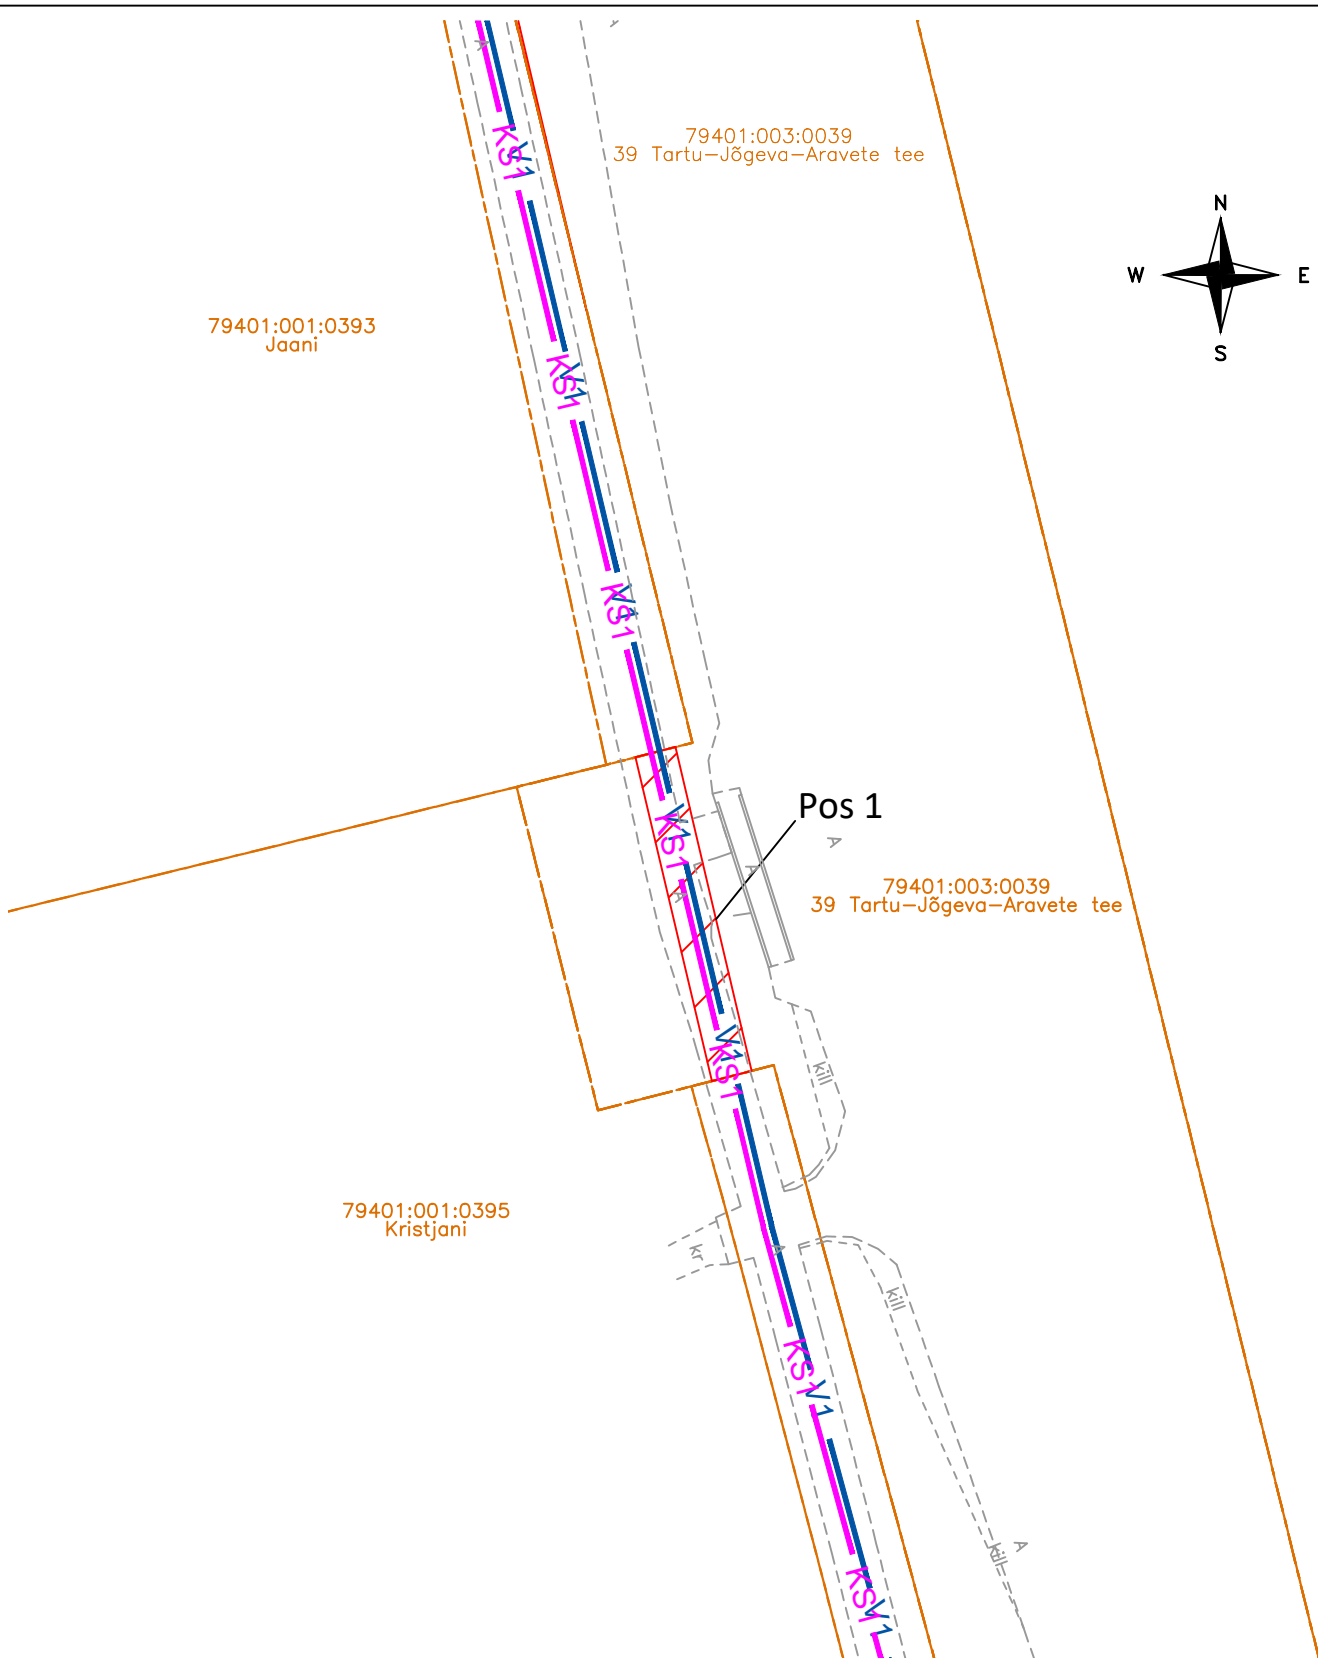 A
KS1
V1
79401:003:0039
39 Tartu-Jõgeva-Aravete tee
N
W
E
S
79401:001:0393
Jaani
KS1
V1
KS1
V1
V1
KS1
Pos 1
A
A
A
79401:003:0039
39 Tartu-Jõgeva-Aravete tee
V1
KS1
kill
79401:001:0395
Kristjani
kr
A
kill
KS1
V1
A
kill
KS1
V1